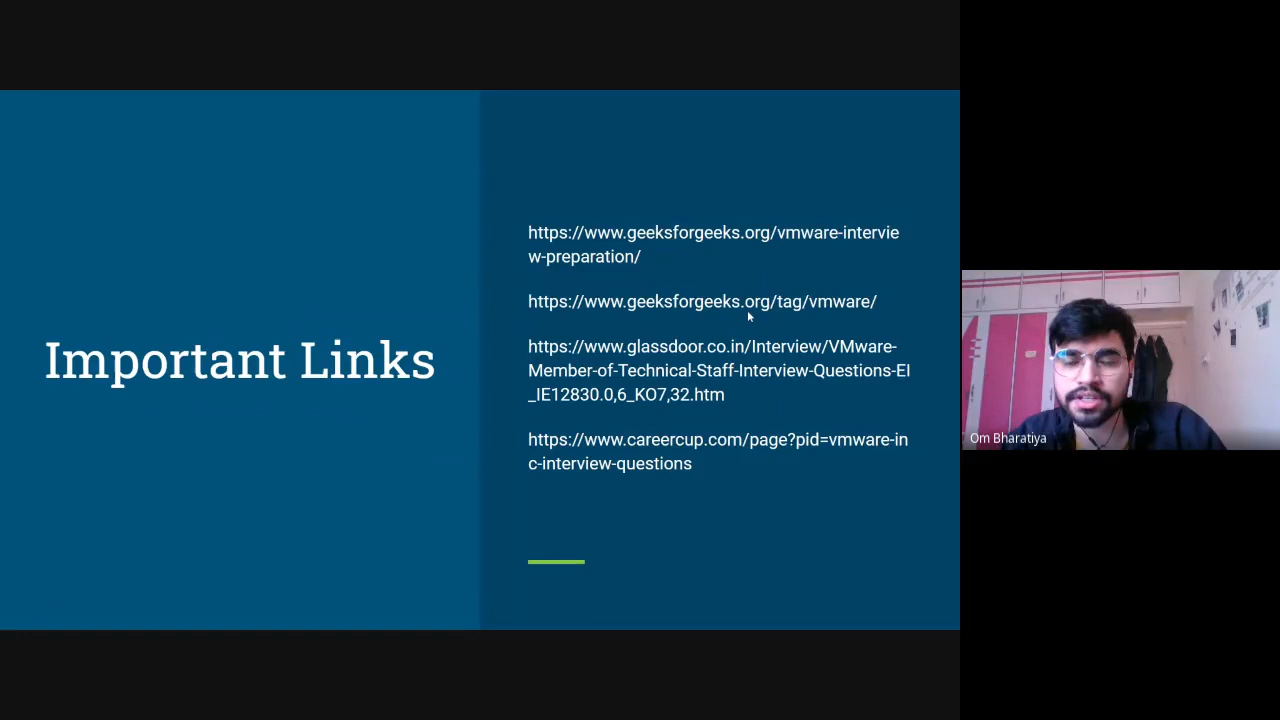 Important Links
https://www.geeksforgeeks.org/vmware-intervie
w-preparation/
https://www.geeksforgeeks.org/tag/vmware/
https://www.glassdoor.co.in/Interview/VMware-
Member-of-Technical-Staff-Interview-Questions-EI
_IE12830.0,6_KO7,32.htm
https://www.careercup.com/page?pid=vmware-in
c-interview-questions
Om Bharatiya